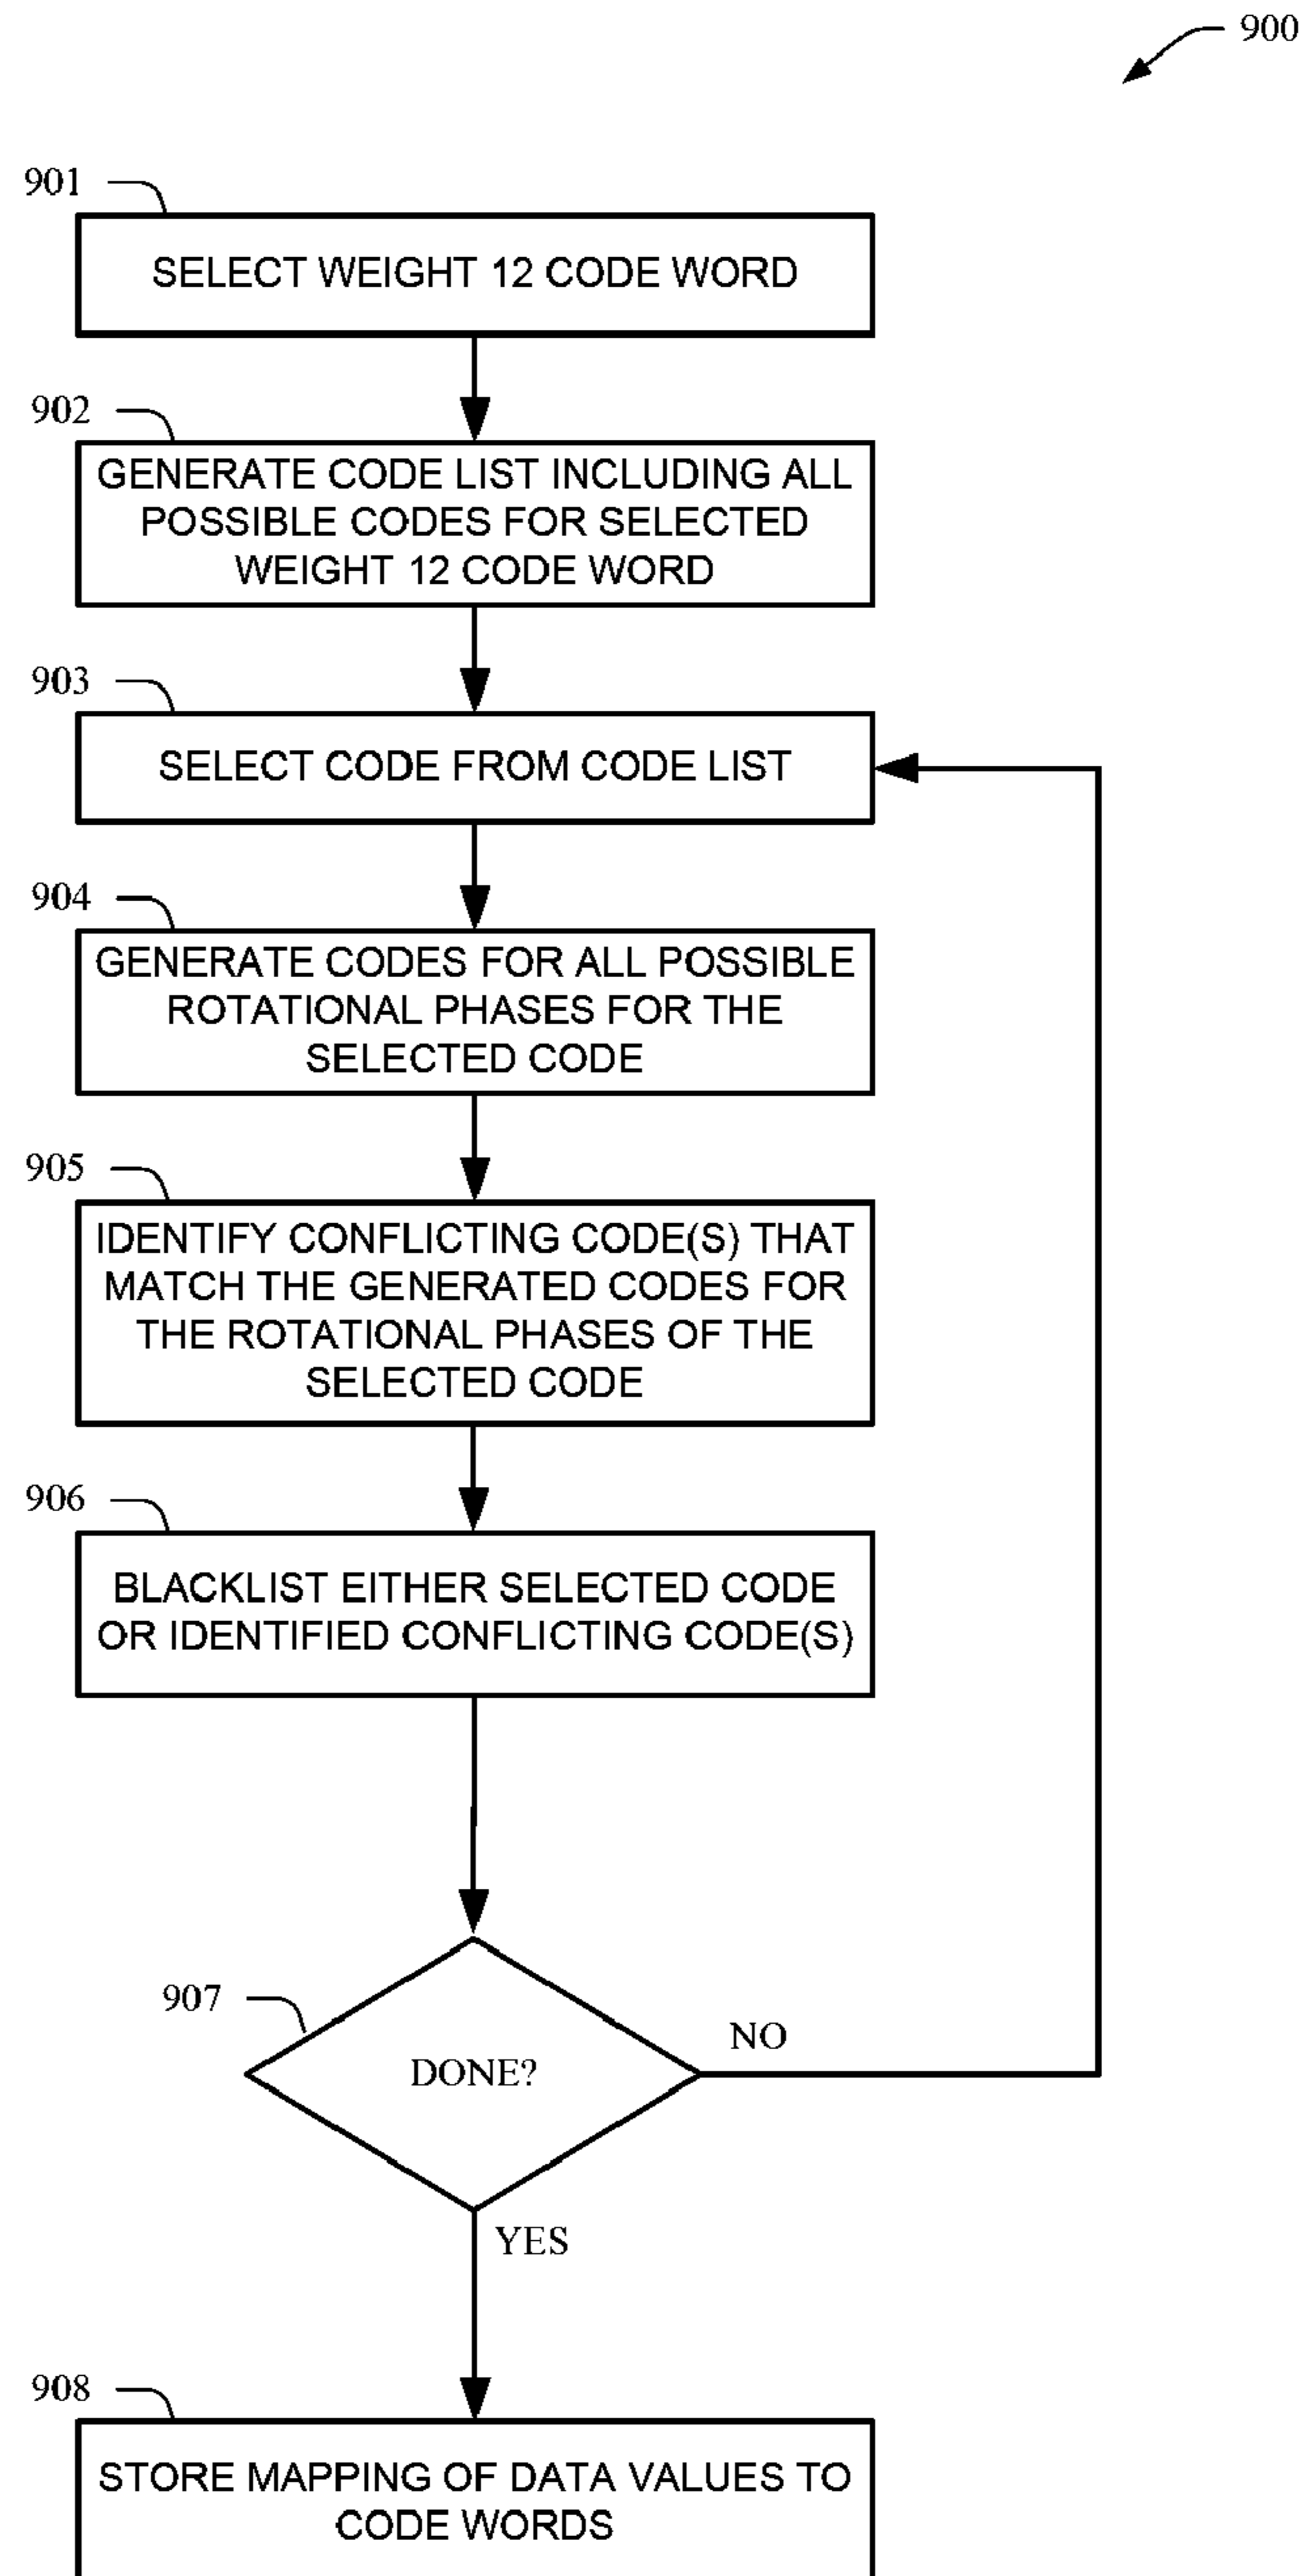 900
901
SELECT WEIGHT 12 CODE WORD
902
GENERATE CODE LIST INCLUDING ALL
POSSIBLE CODES FOR SELECTED
WEIGHT 12 CODE WORD
903
SELECT CODE FROM CODE LIST
904
GENERATE CODES FOR ALL POSSIBLE
ROTATIONAL PHASES FOR THE
SELECTED CODE
905
IDENTIFY CONFLICTING CODE(S) THAT
MATCH THE GENERATED CODES FOR
THE ROTATIONAL PHASES OF THE
SELECTED CODE
906
BLACKLIST EITHER SELECTED CODE
OR IDENTIFIED CONFLICTING CODE(S)
907
NO
DONE?
YES
908
STORE MAPPING OF DATA VALUES TO
CODE WORDS